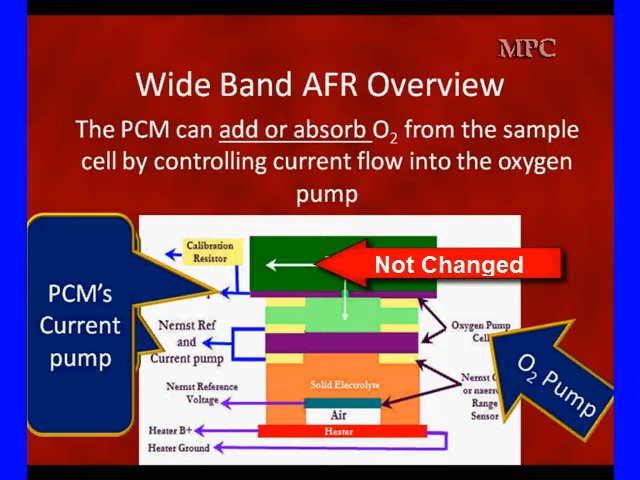 MPC
Wide Band AFR Overview
The PCM can add or absorb O2 from the sample
cell by controlling current flow into the oxygen
pump
Calibration
Resistor
Not Changed
PCM's
Current
pump
Nernst Ref
and
Current pump
Oxygen Pump
Cell
O2 Pump
Solid Electrolyte
Nernst
or
Range
Sensor
Nernst Reference
Voltage
Air
Heater B+
Heater
Heater Ground